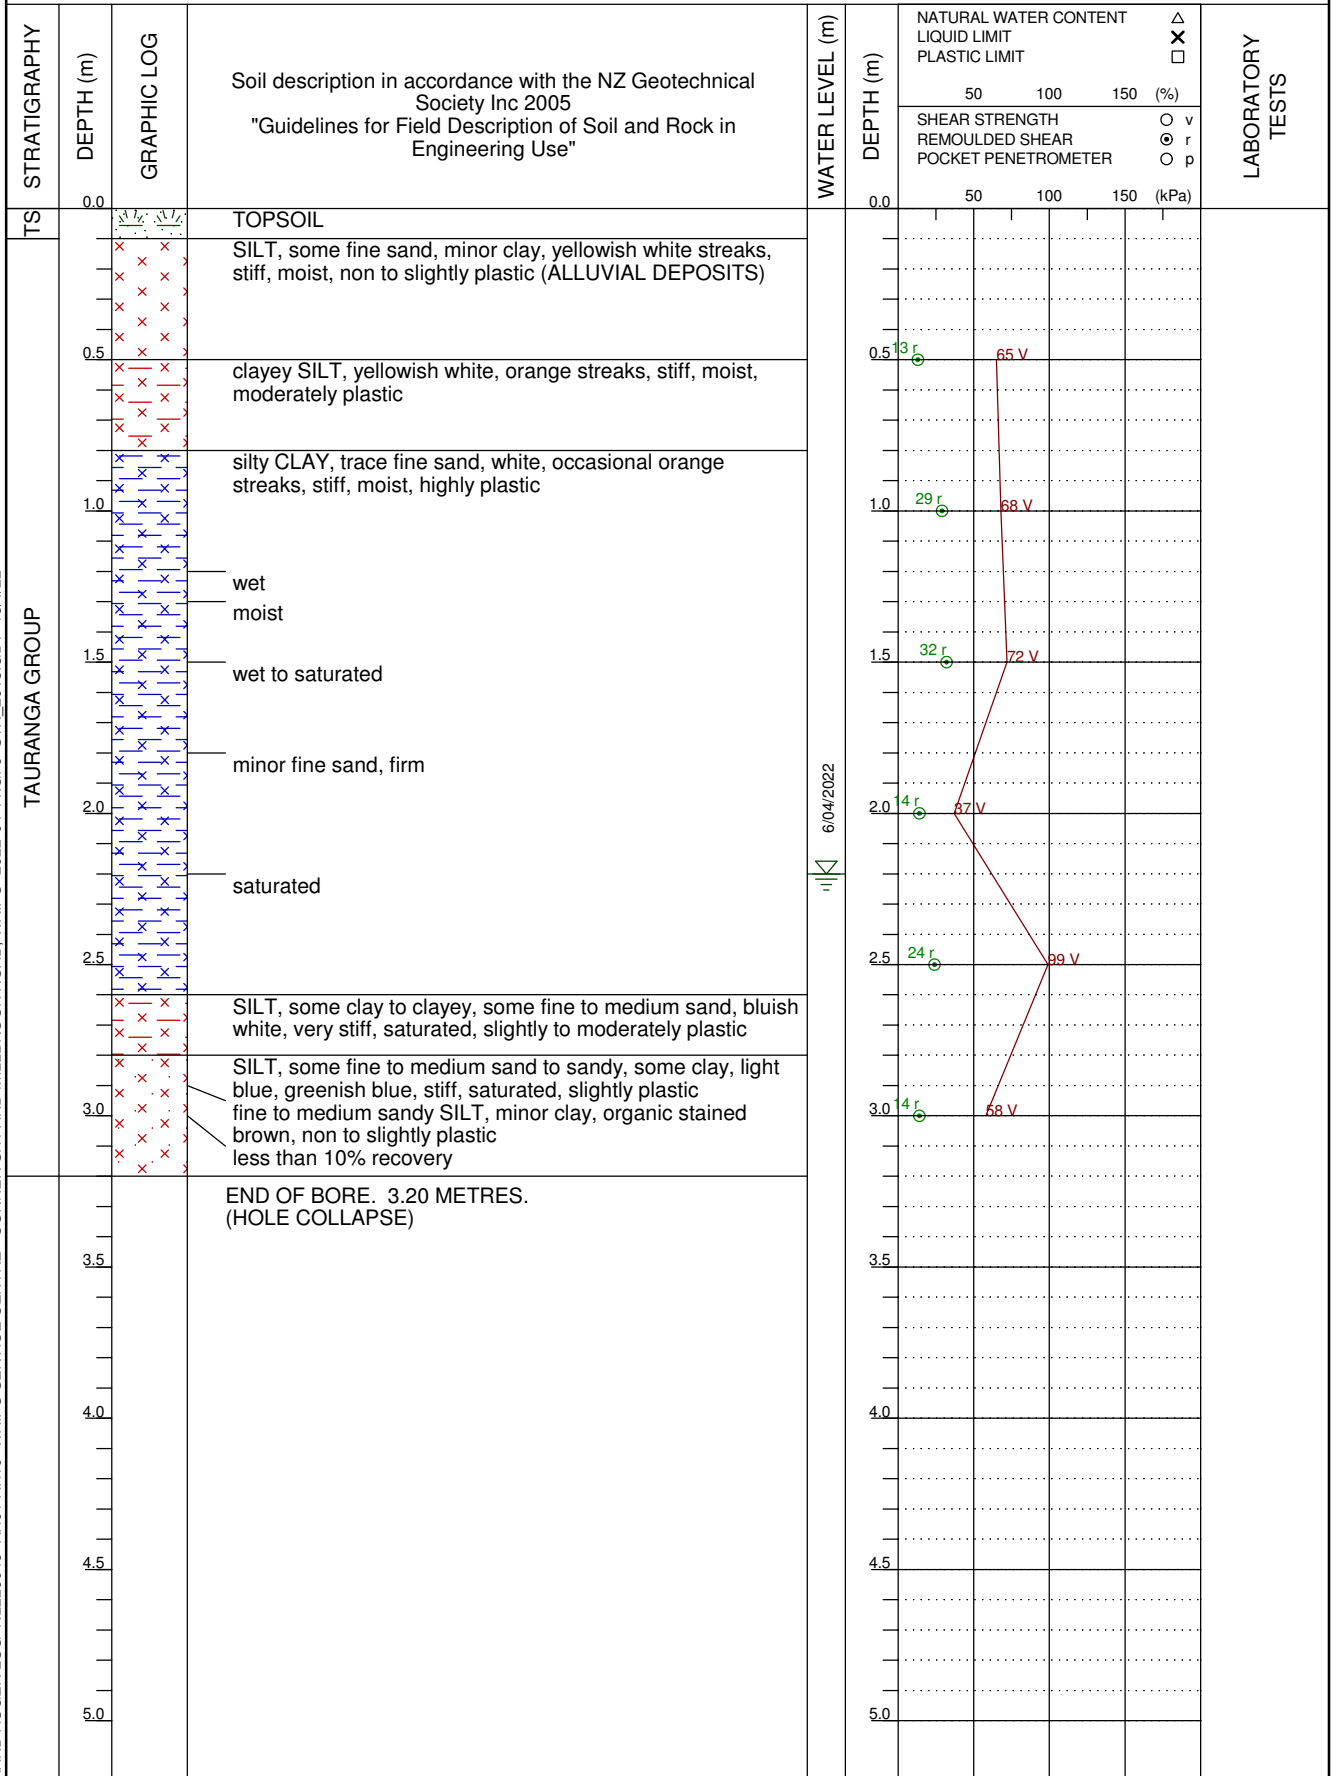 STRATIGRAPHY
DEPTH (m)
GRAPHIC LOG
Soil description in accordance with the NZ Geotechnical
Society Inc 2005
"Guidelines for Field Description of Soil and Rock in
Engineering Use"
WATER LEVEL (m)
DEPTH (m)
NATURAL WATER CONTENT △
LIQUID LIMIT ✕
PLASTIC LIMIT □
50 100 150 (%)
SHEAR STRENGTH v
REMOULDED SHEAR r
POCKET PENETROMETER p
50 100 150 (kPa)
LABORATORY
TESTS
0.0
0.0
TS
TOPSOIL
SILT, some fine sand, minor clay, yellowish white streaks,
stiff, moist, non to slightly plastic (ALLUVIAL DEPOSITS)
0.5
0.5
13 r
65 V
clayey SILT, yellowish white, orange streaks, stiff, moist,
moderately plastic
silty CLAY, trace fine sand, white, occasional orange
streaks, stiff, moist, highly plastic
1.0
1.0
29 r
68 V
wet
moist
1.5
1.5
32 r
72 V
wet to saturated
TAURANGA GROUP
minor fine sand, firm
6/04/2022
2.0
2.0
14 r
37 V
saturated
2.5
2.5
24 r
99 V
SILT, some clay to clayey, some fine to medium sand, bluish
white, very stiff, saturated, slightly to moderately plastic
SILT, some fine to medium sand to sandy, some clay, light
blue, greenish blue, stiff, saturated, slightly plastic
fine to medium sandy SILT, minor clay, organic stained
brown, non to slightly plastic
less than 10% recovery
3.0
3.0
14 r
58 V
END OF BORE. 3.20 METRES.
(HOLE COLLAPSE)
3.5
3.5
4.0
4.0
4.5
4.5
5.0
5.0